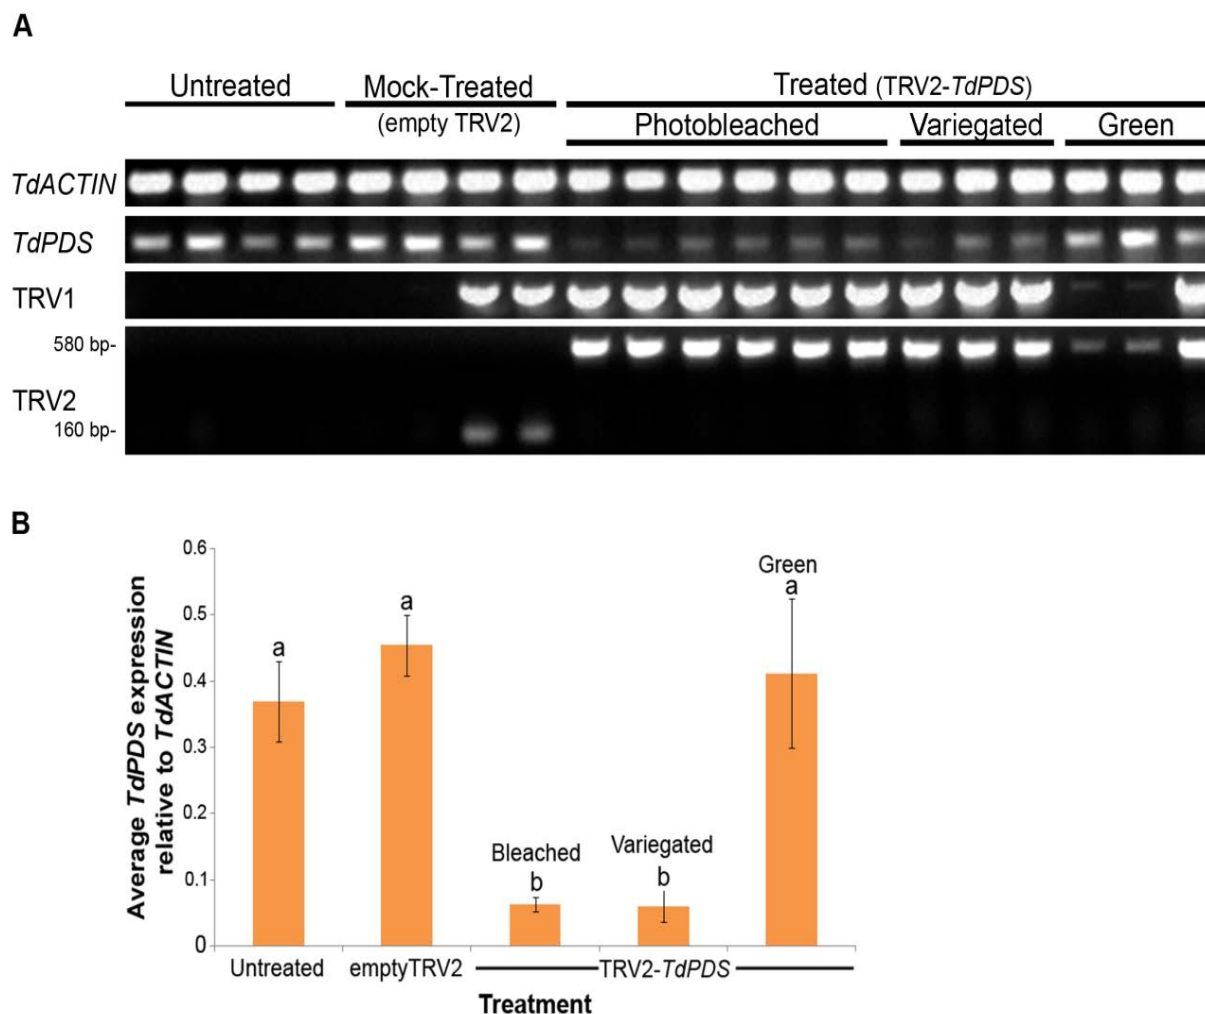 A
Untreated
Mock-Treated
(empty TRV2)
Treated (TRV2-TdPDS)
Photobleached
Variegated
Green
TdACTIN
TdPDS
TRV1
580 bp-
TRV2
160 bp-
B
Average TdPDS expression
relative to TdACTIN
0.6
0.5
0.4
0.3
0.2
0.1
0
a
a
Bleached
b
Variegated
b
Green
a
Untreated
emptyTRV2
TRV2-TdPDS
Treatment